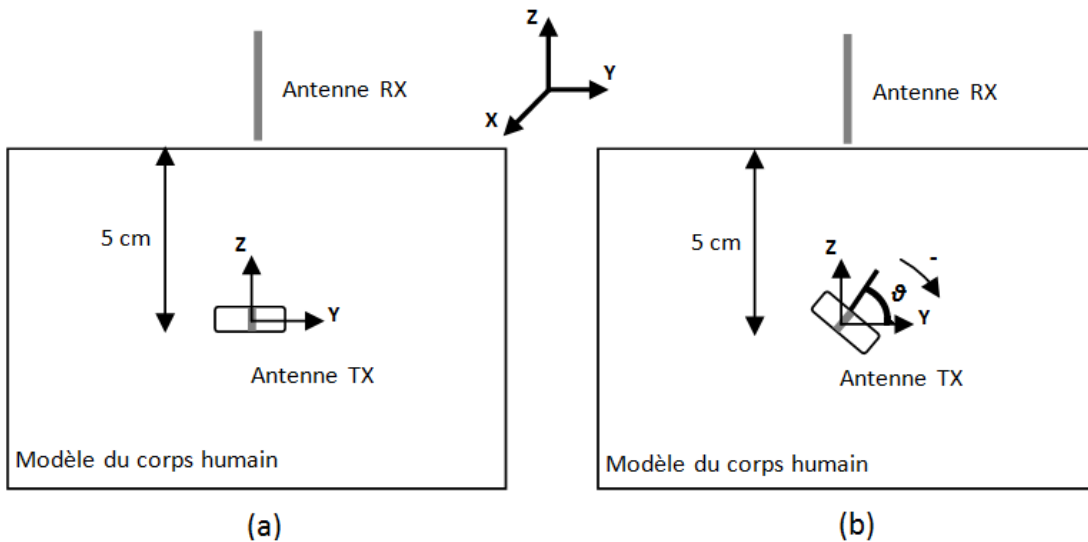 Z
Y
X
Antenne RX
5 cm
Z
Y
Antenne TX
Modèle du corps humain
(a)
Antenne RX
5 cm
Z
-
ϑ
Y
Antenne TX
Modèle du corps humain
(b)